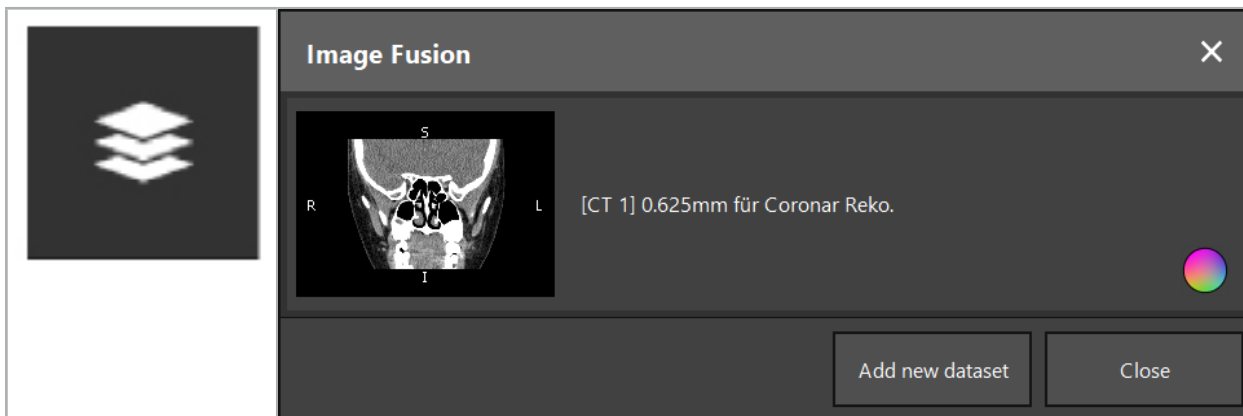 Image Fusion
S
R
L
I
[CT 1] 0.625mm für Coronar Reko.
Add new dataset
Close